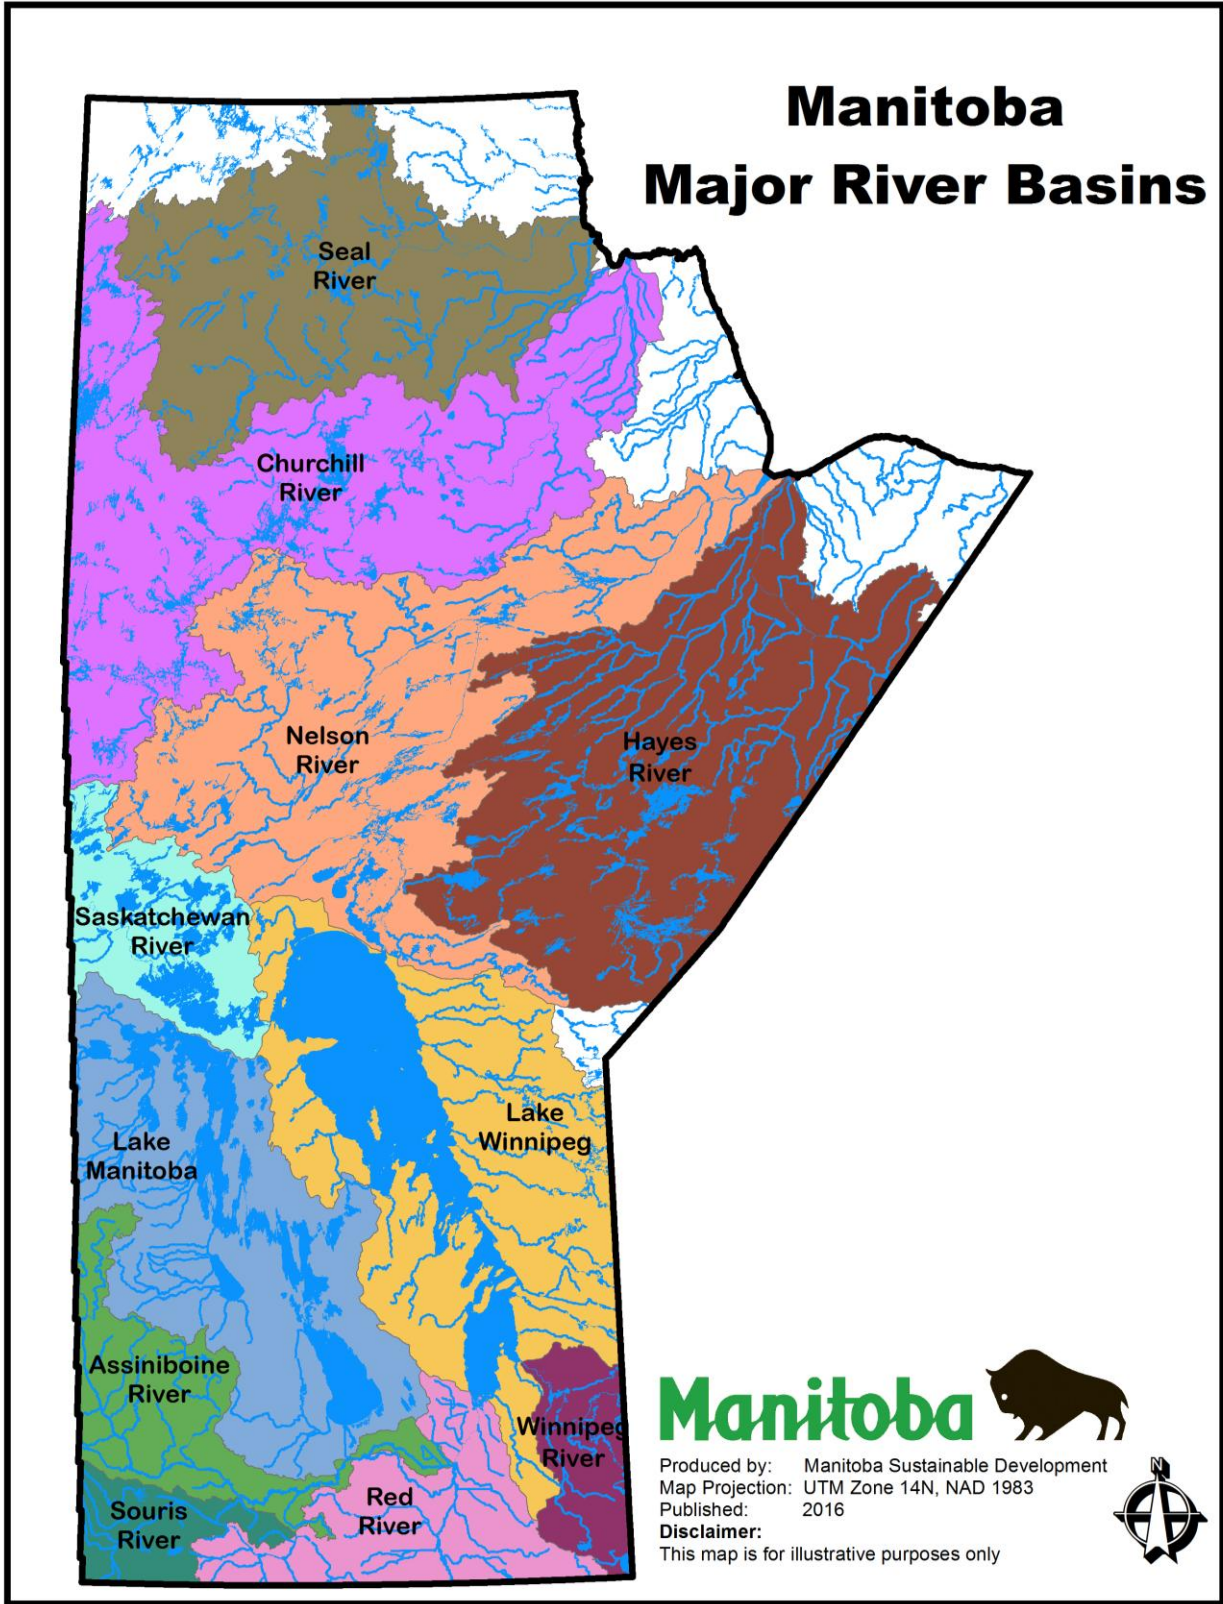 Manitoba
Major River Basins
Seal
River
Churchill
River
Nelson
River
Hayes
River
Saskatchewan
River
Lake
Winnipeg
Lake
Manitoba
Assiniboine
River
Winnipeg
River
Red
River
Souris
River
Manitoba
Produced by: Manitoba Sustainable Development
Map Projection: UTM Zone 14N, NAD 1983
Published: 2016
Disclaimer:
This map is for illustrative purposes only
N